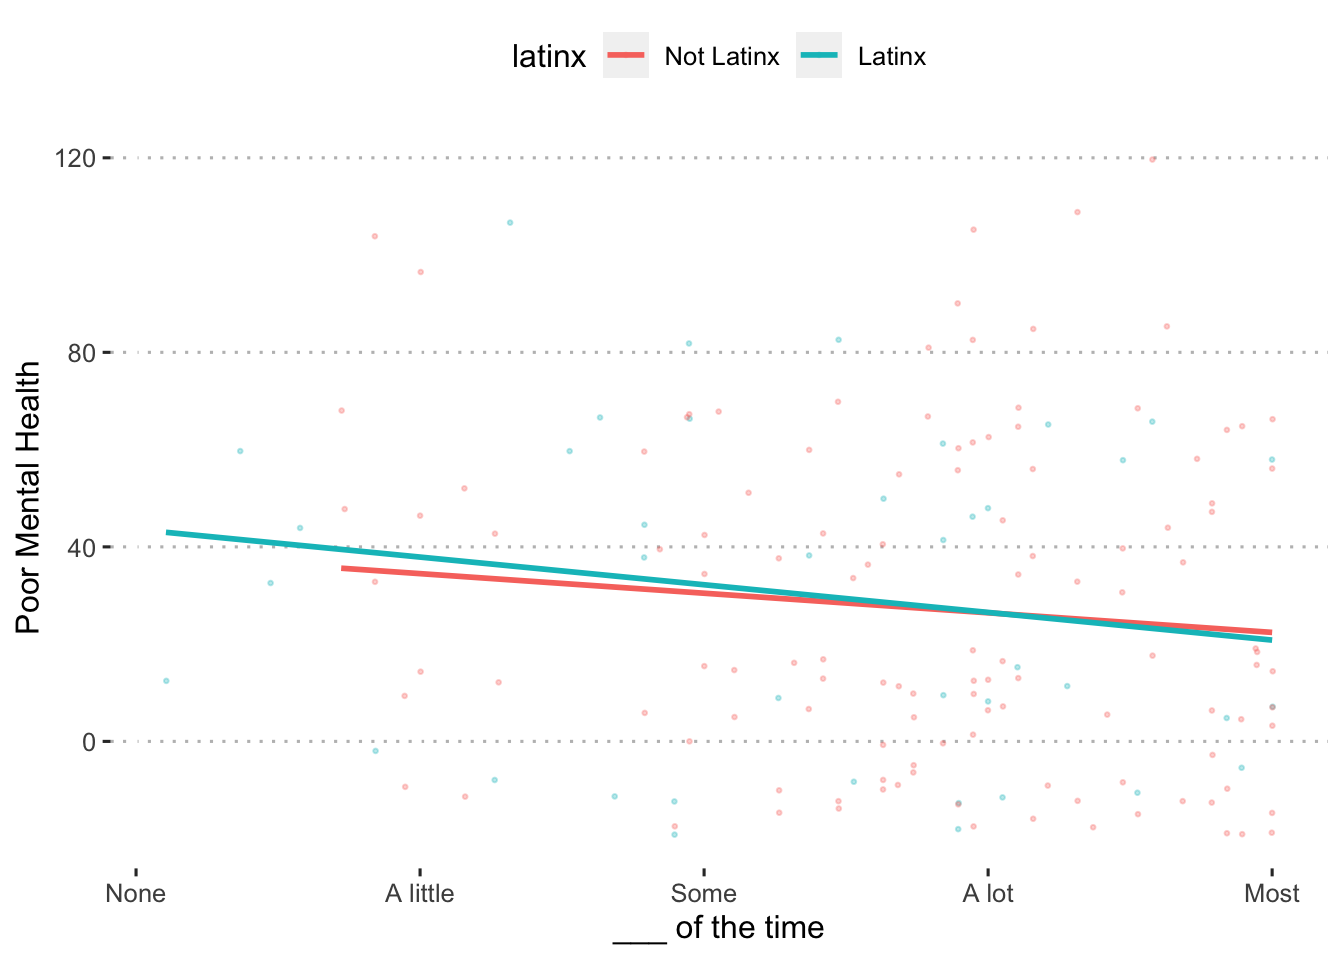 latinx Not Latinx Latinx
120
80
40
0
Poor Mental Health
None A little Some A lot Most
___ of the time